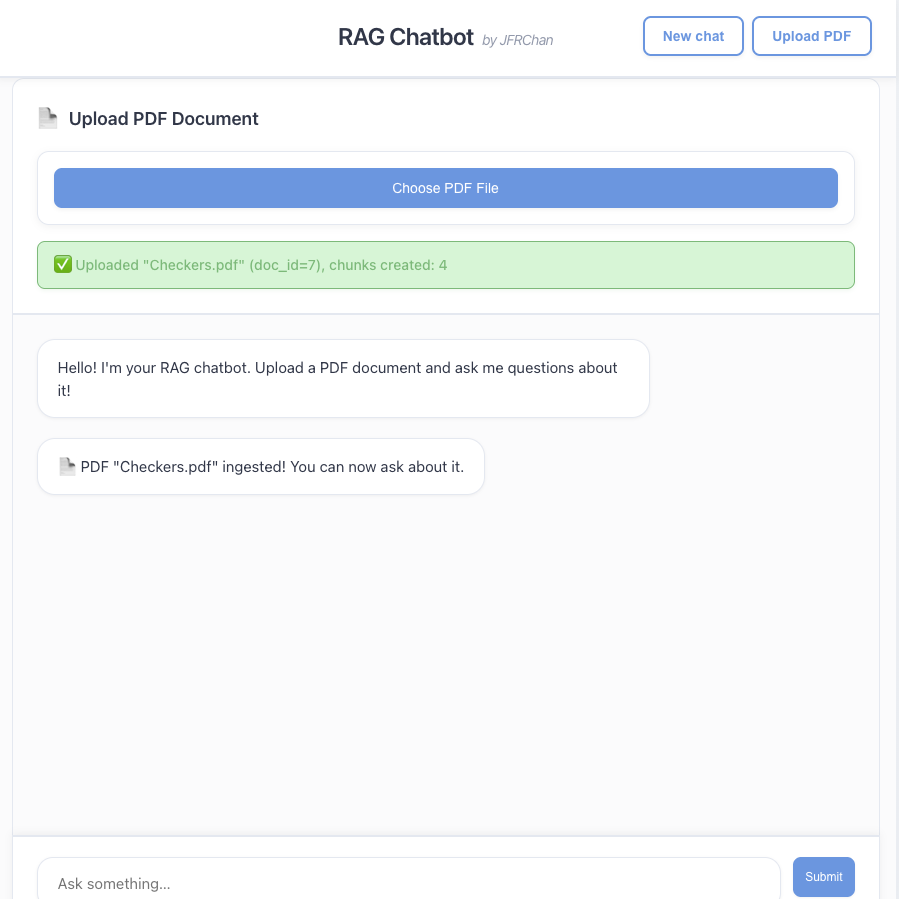 RAG Chatbot by JFRChan
New chat
Upload PDF
Upload PDF Document
Choose PDF File
✅ Uploaded "Checkers.pdf" (doc_id=7), chunks created: 4
Hello! I'm your RAG chatbot. Upload a PDF document and ask me questions about
it!
PDF "Checkers.pdf" ingested! You can now ask about it.
Ask something...
Submit